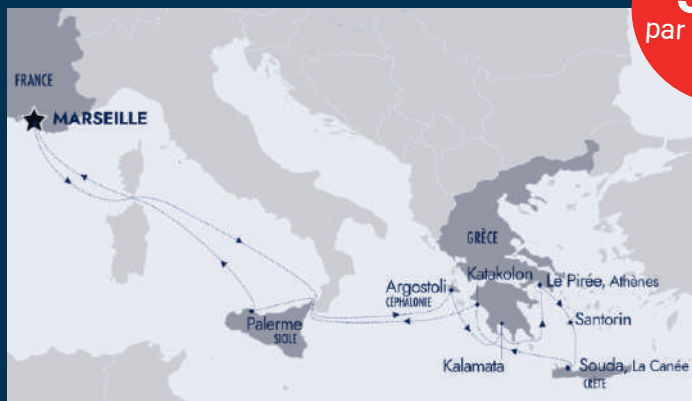 par
FRANCE
MARSEILLE
GRÈCE
Argostoli
CÉPHALONIE
Katakolon
Le Pirée, Athènes
Palerme
SICILE
Santorin
Kalamata
Souda, La Canée
CRÈTE